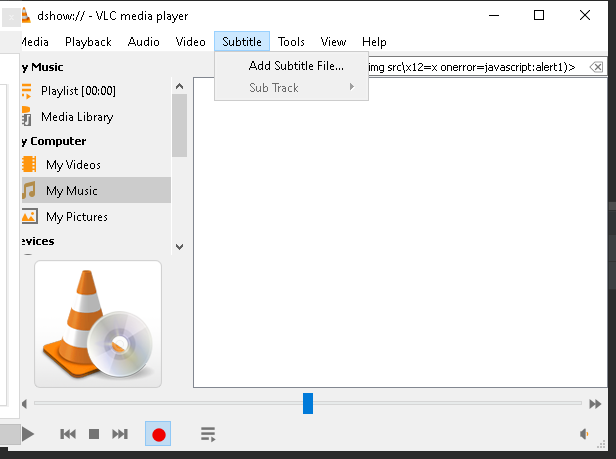 dshow:// - VLC media player
Media Playback Audio Video Subtitle Tools View Help
y Music
Add Subtitle File...
img src\x12=x onerror=javascript:alert1)>
Playlist [00:00]
Sub Track
Media Library
y Computer
My Videos
My Music
My Pictures
evices